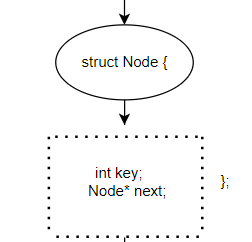 struct Node {
int key;
Node* next;
};